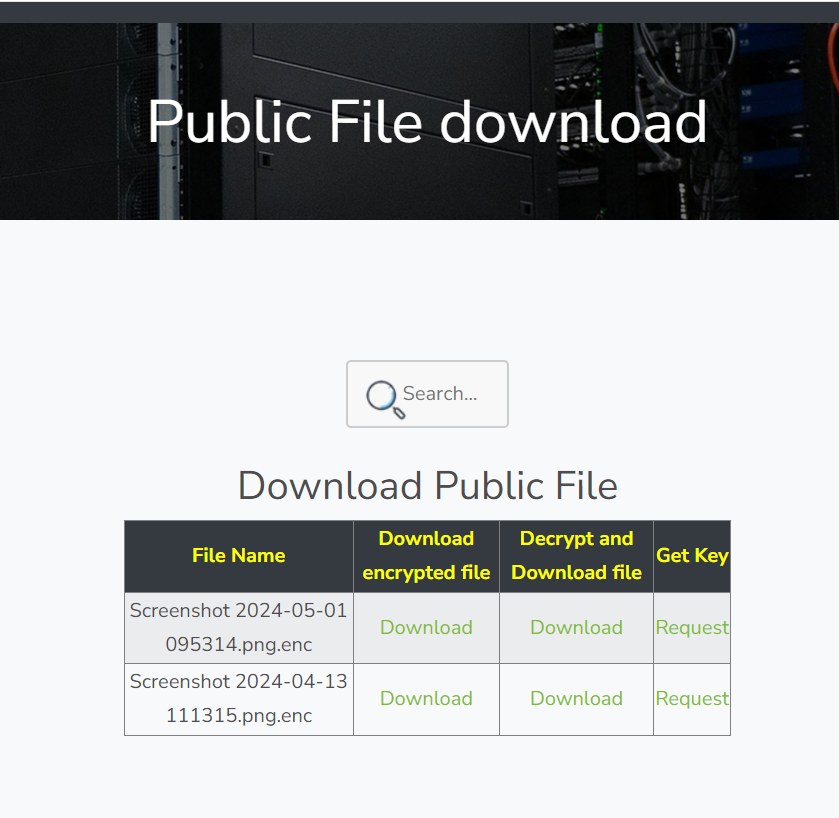 Public File download
Search...
Download Public File
File Name
Download
encrypted file
Decrypt and
Download file
Get Key
Screenshot 2024-05-01
095314.png.enc
Download
Download
Request
Screenshot 2024-04-13
111315.png.enc
Download
Download
Request